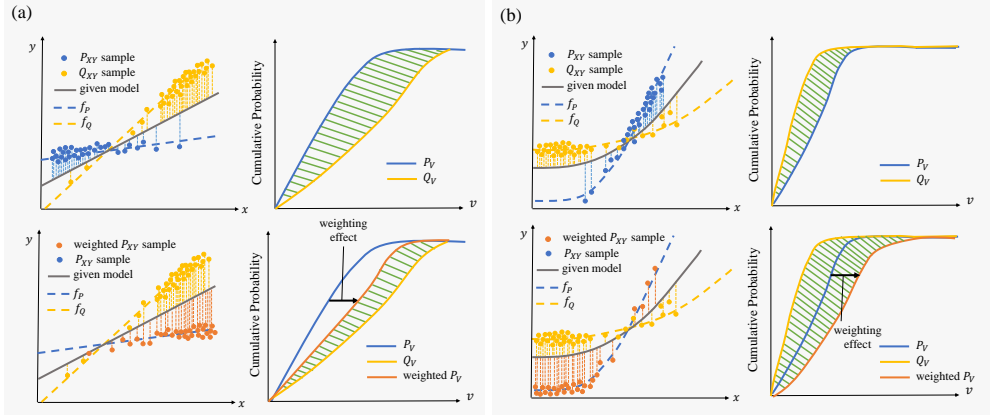 (a)
y
P_XY sample
Q_XY sample
given model
f_P
f_Q
x
Cumulative Probability
P_V
Q_V
v
y
weighted P_XY sample
P_XY sample
given model
f_P
f_Q
x
Cumulative Probability
weighting
effect
P_V
Q_V
weighted P_V
v
(b)
y
P_XY sample
Q_XY sample
given model
f_P
f_Q
x
Cumulative Probability
P_V
Q_V
v
y
weighted P_XY sample
P_XY sample
given model
f_P
f_Q
x
Cumulative Probability
weighting
effect
P_V
Q_V
weighted P_V
v